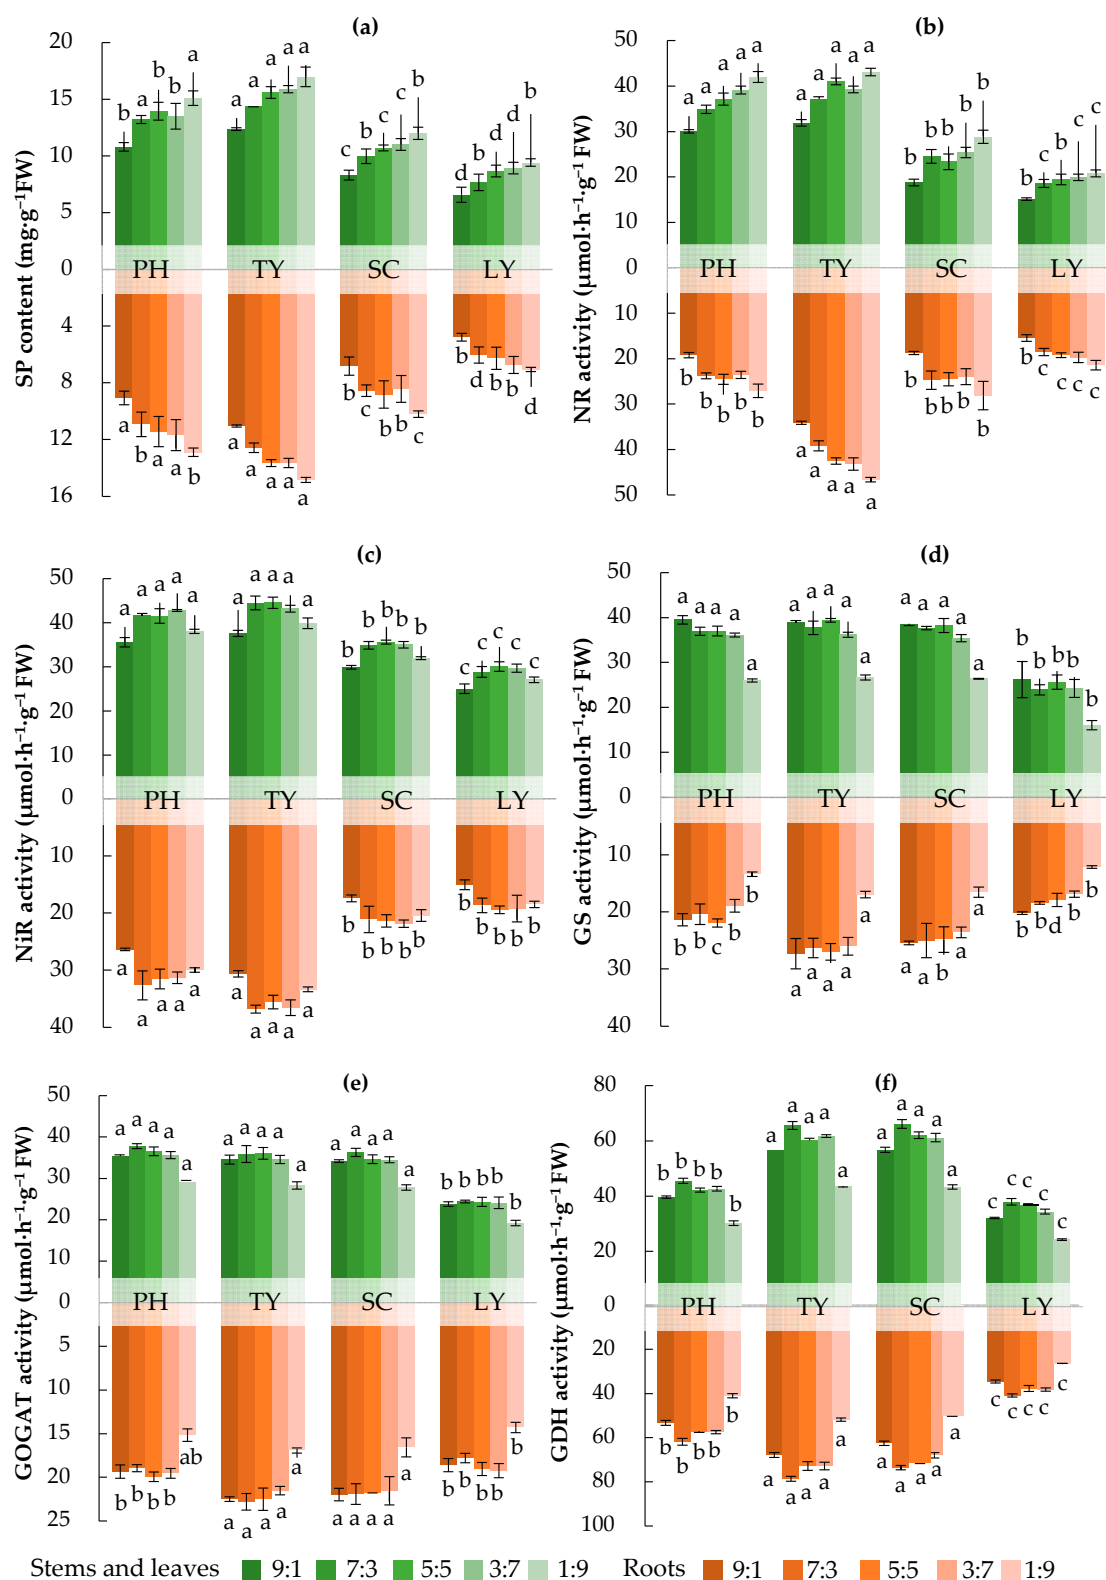 (a)
SP content (mg·g⁻¹FW)
20
15
10
5
0
4
8
12
16
b a b b a
a a a a a
c b c c b
d b d d b
PH TY SC LY
a b a a b
a a a a a
b c b b c
b d b b d
(b)
NR activity (μmol·h⁻¹·g⁻¹ FW)
50
40
30
20
10
0
10
20
30
40
50
a a a a a
a a a a a
b b b b b
b c b c c
PH TY SC LY
b b b b b
a a a a a
b b b b b
b c c c c
(c)
NiR activity (μmol·h⁻¹·g⁻¹ FW)
50
40
30
20
10
0
10
20
30
40
a a a a a
a a a a a
b b b b b
c c c c c
PH TY SC LY
a a a a a
a a a a a
b b b b b
b b b b b
(d)
GS activity (μmol·h⁻¹·g⁻¹ FW)
50
40
30
20
10
0
10
20
30
40
a a a a a
a a a a a
a a a a a
b b b b b
PH TY SC LY
b b c b b
a a a a a
a a b a a
b b d b b
(e)
GOGAT activity (μmol·h⁻¹·g⁻¹ FW)
50
40
30
20
10
0
5
10
15
20
25
a a a a a
a a a a a
a a a a a
b b b b b
PH TY SC LY
b b b b ab
a a a a a
a a a a a
b b b b b
(f)
GDH activity (μmol·h⁻¹·g⁻¹ FW)
80
60
40
20
0
20
40
60
80
100
b b b b b
a a a a a
a a a a a
c c c c c
PH TY SC LY
b b b b b
a a a a a
a a a a a
c c c c c
Stems and leaves 9:1 7:3 5:5 3:7 1:9 Roots 9:1 7:3 5:5 3:7 1:9